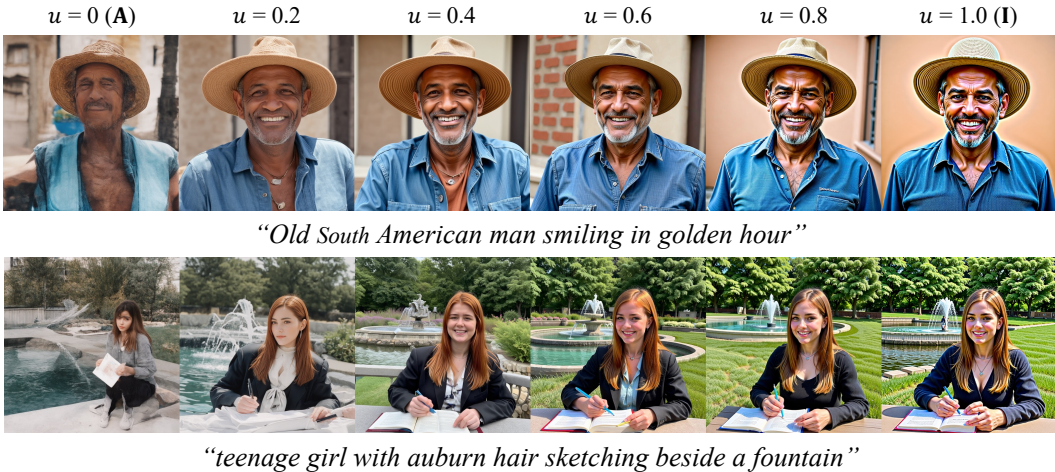 u = 0 (A) u = 0.2 u = 0.4 u = 0.6 u = 0.8 u = 1.0 (I)
“Old South American man smiling in golden hour”
“teenage girl with auburn hair sketching beside a fountain”